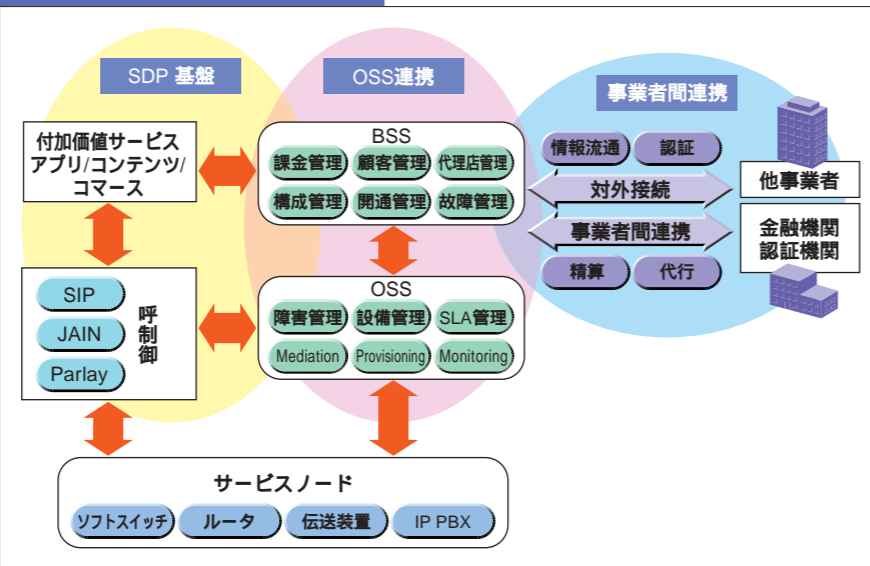 SDP 基盤
OSS連携
事業者間連携
付加価値サービス
アプリ/コンテンツ/
コマース
BSS
課金管理
顧客管理
代理店管理
構成管理
開通管理
故障管理
情報流通
認証
対外接続
事業者間連携
精算
代行
他事業者
金融機関
認証機関
SIP
JAIN
Parlay
呼制御
OSS
障害管理
設備管理
SLA管理
Mediation
Provisioning
Monitoring
サービスノード
ソフトスイッチ
ルータ
伝送装置
IP PBX